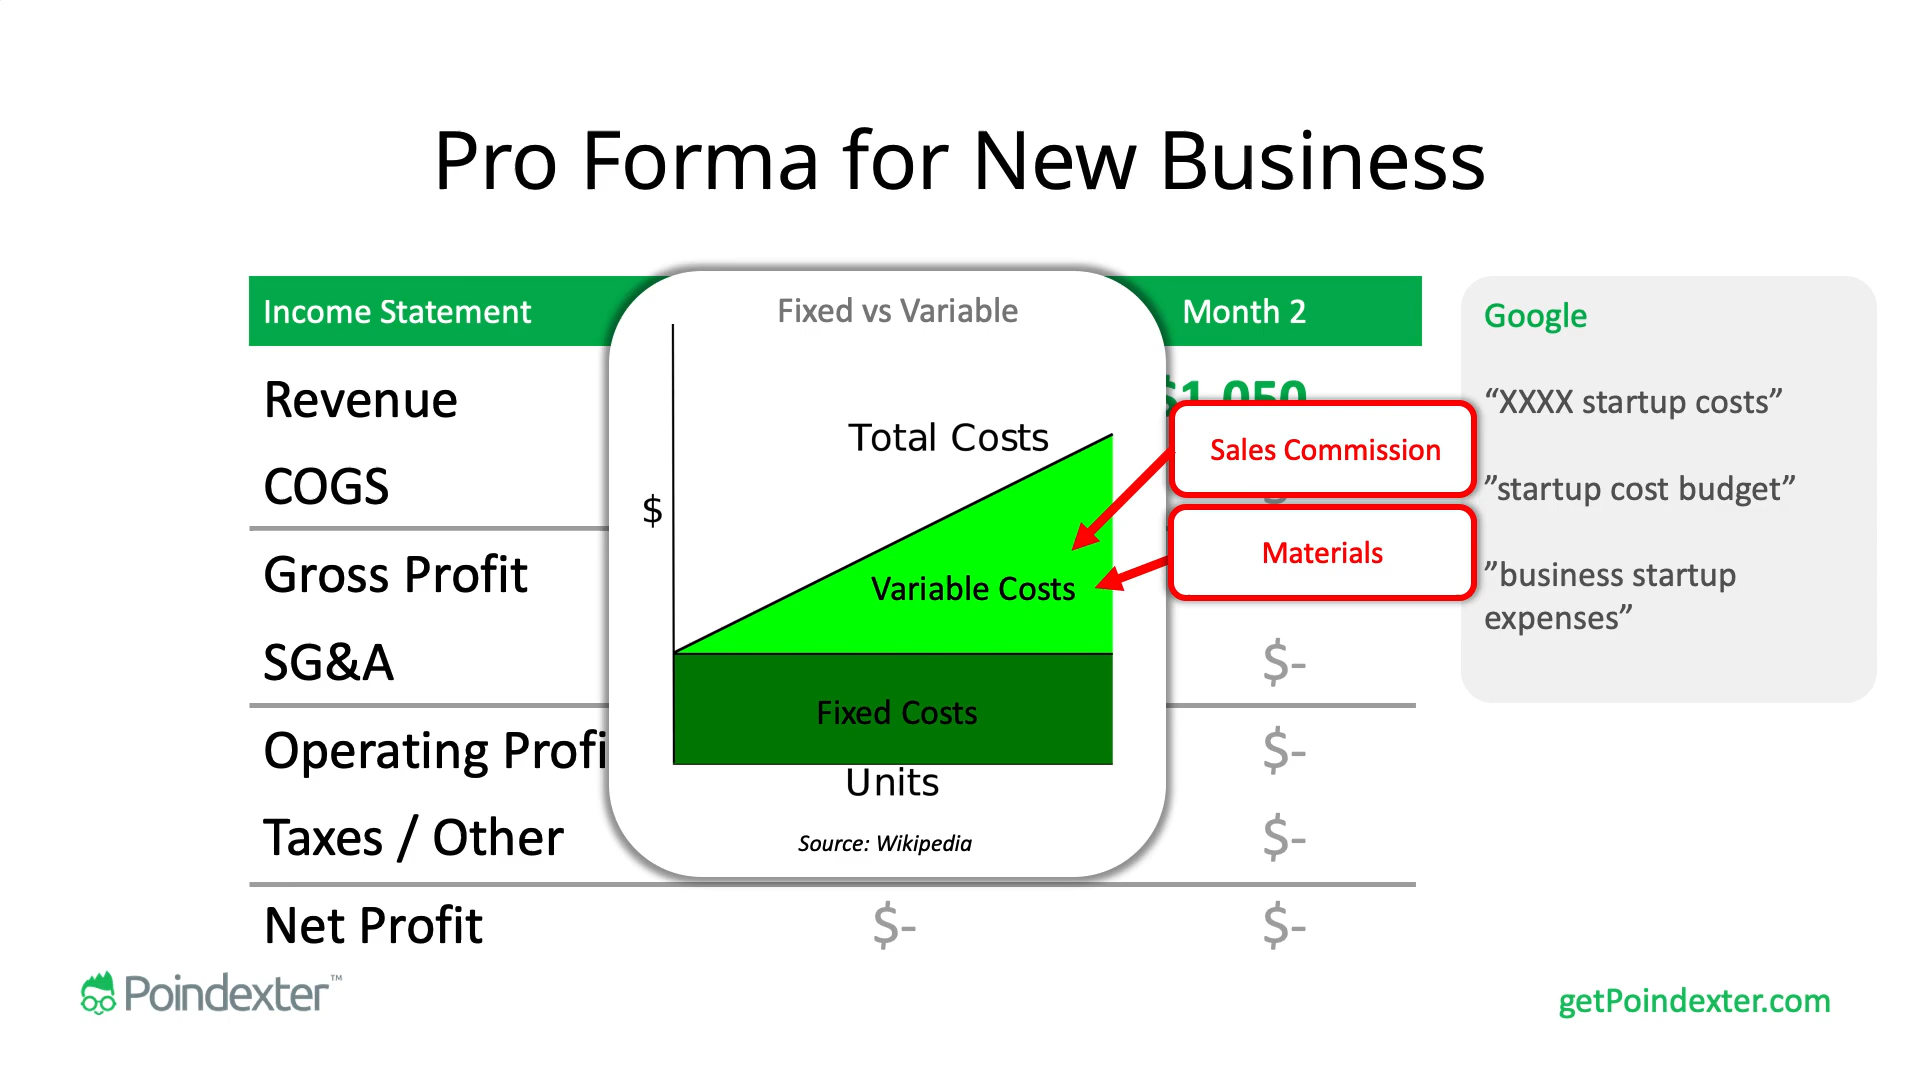 Pro Forma for New Business
Income Statement
Month 2
Revenue
$1,050
COGS
Gross Profit
SG&A
$-
Operating Profi
$-
Taxes / Other
$-
Net Profit
$-
$-
Fixed vs Variable
Total Costs
$
Variable Costs
Fixed Costs
Units
Source: Wikipedia
Sales Commission
Materials
Google
“XXXX startup costs”
”startup cost budget”
”business startup
expenses”
Poindexter™
getPoindexter.com